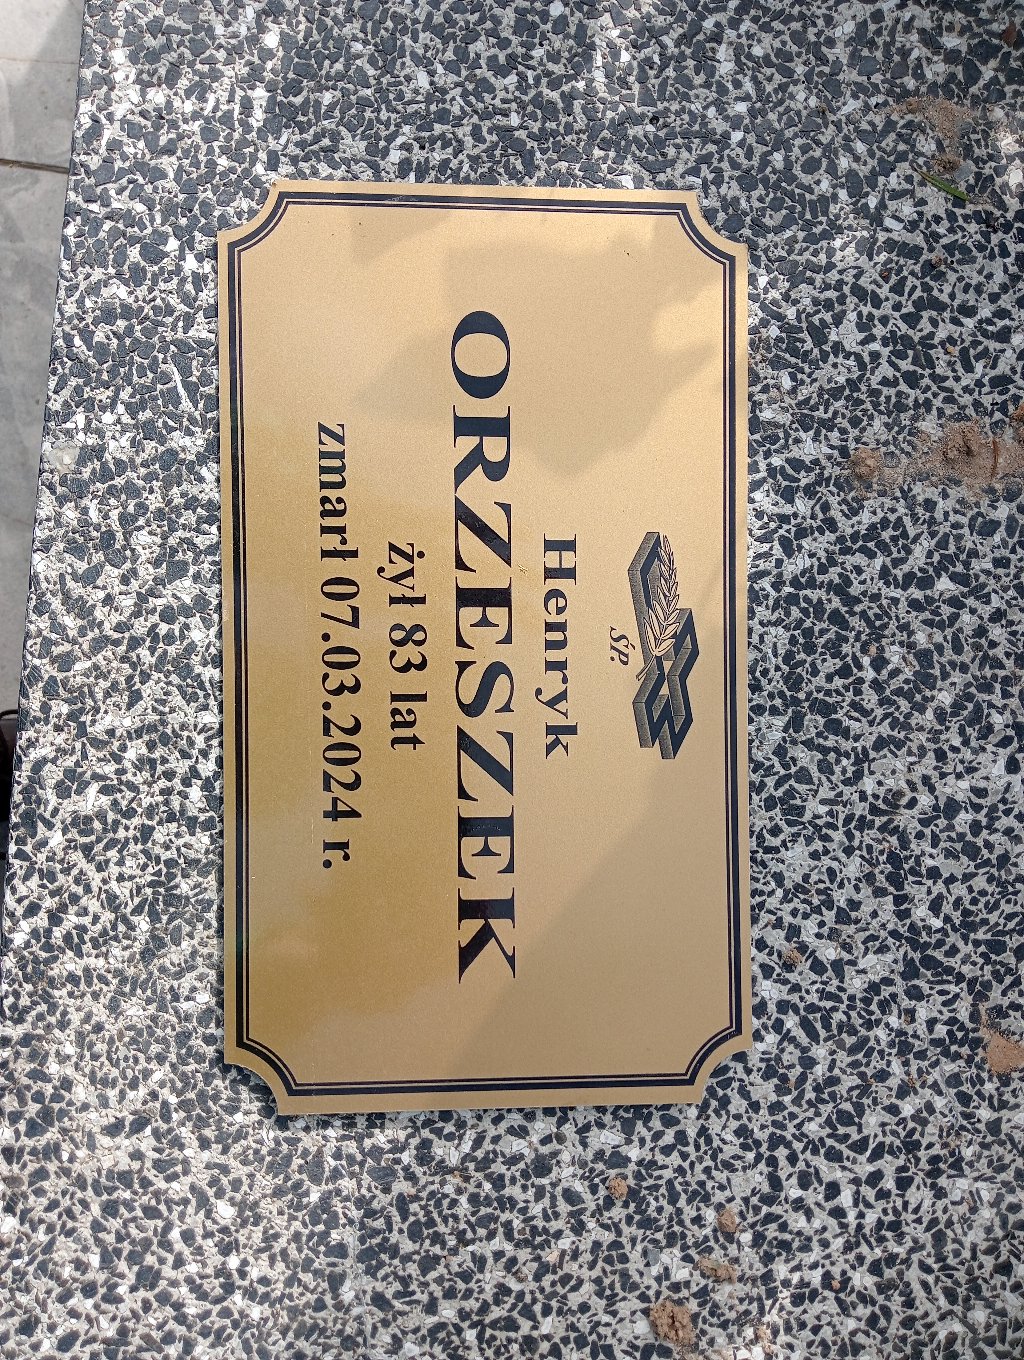 ŚP.
Henryk
ORZESZEK
żył 83 lat
zmarł 07.03.2024 r.